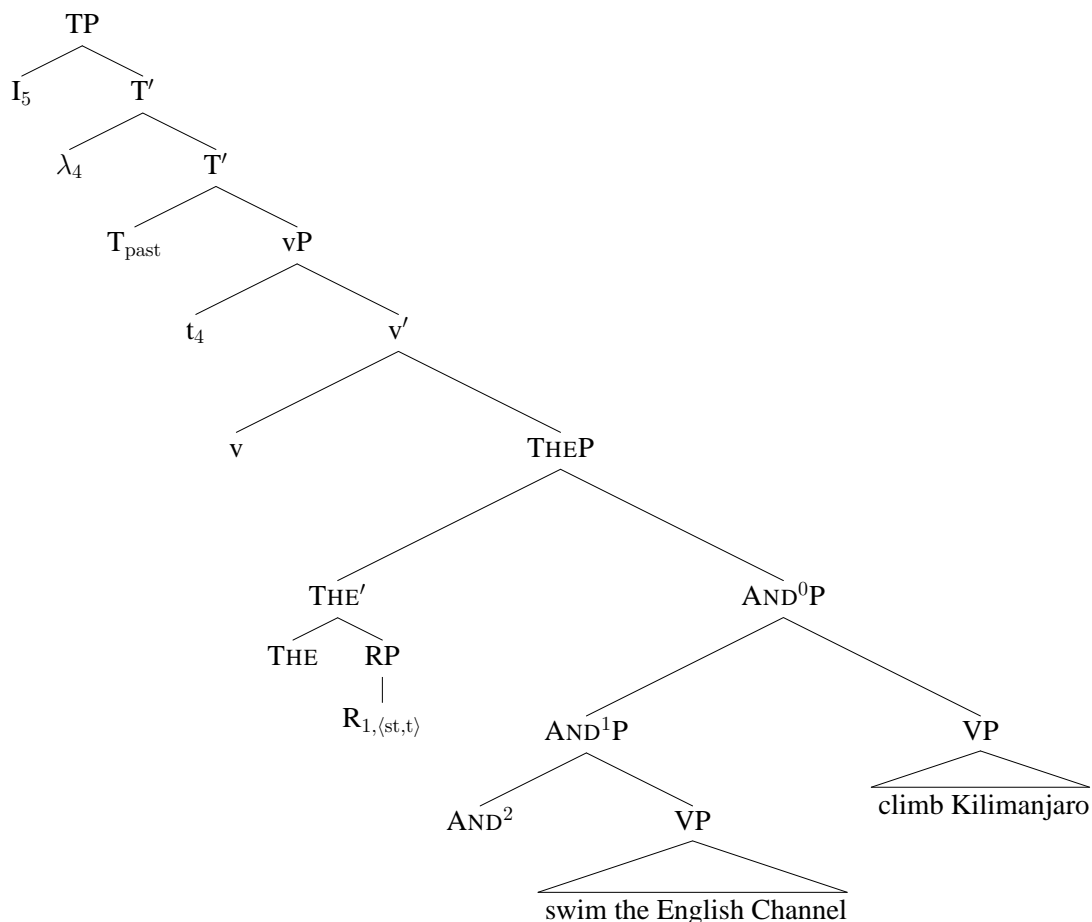 TP
I₅ T′
λ₄ T′
T_past vP
t₄ v′
v THEP
THE′ AND⁰P
THE RP
R₁,⟨st,t⟩
AND¹P VP
climb Kilimanjaro
AND² VP
swim the English Channel